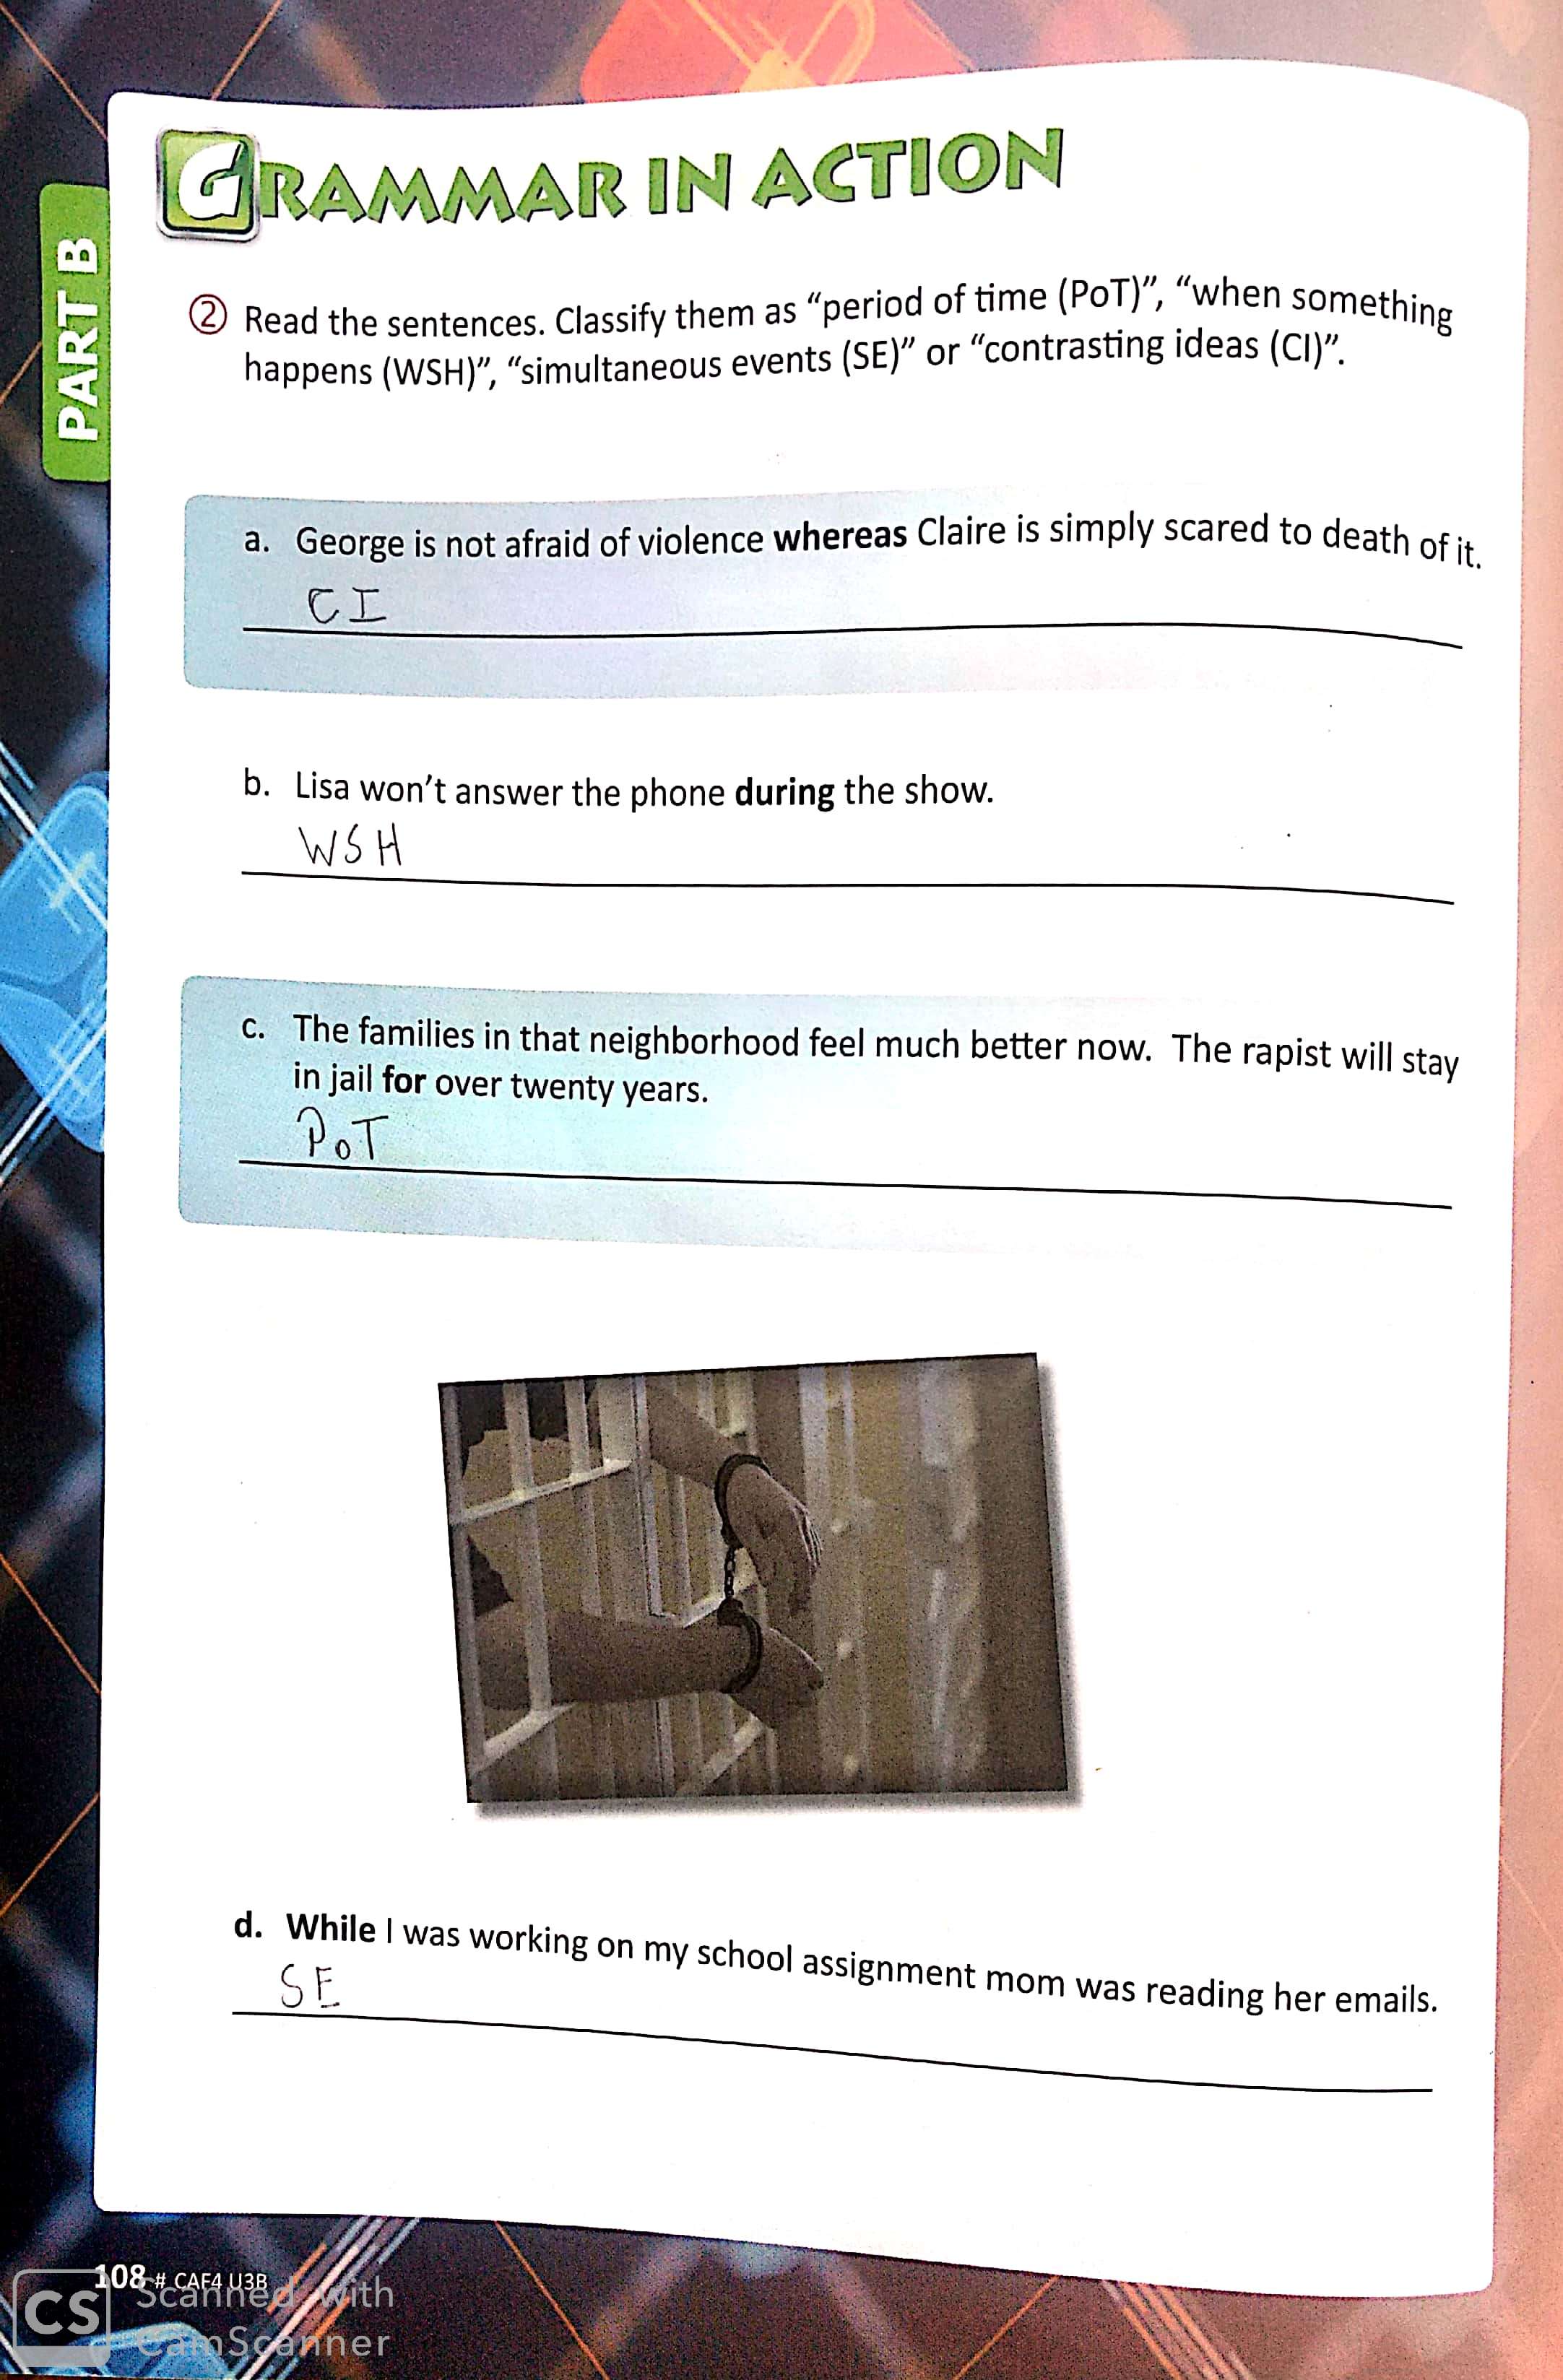 GRAMMAR IN ACTION
PART B
② Read the sentences. Classify them as “period of time (PoT)”, “when something
happens (WSH)”, “simultaneous events (SE)” or “contrasting ideas (CI)”.
a. George is not afraid of violence whereas Claire is simply scared to death of it.
CI
b. Lisa won’t answer the phone during the show.
WSH
c. The families in that neighborhood feel much better now. The rapist will stay
in jail for over twenty years.
PoT
d. While I was working on my school assignment mom was reading her emails.
SE
108 # CAF4 U3B
CS Scanned with
CamScanner